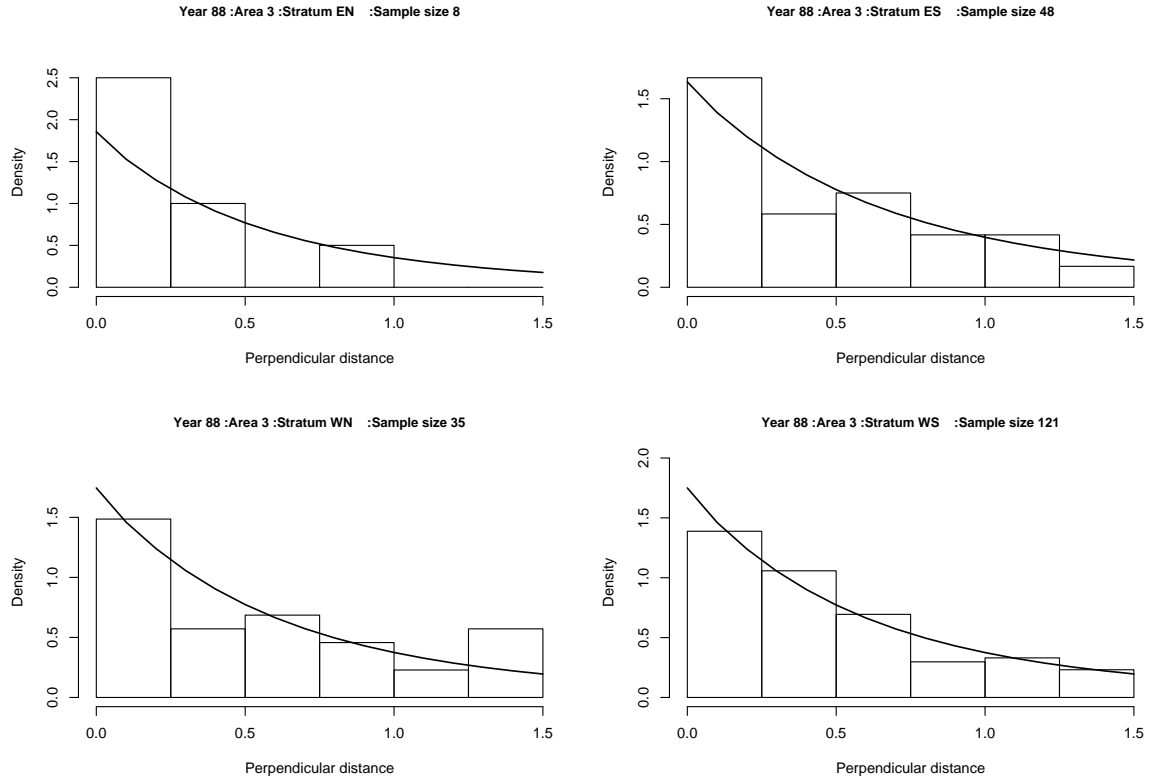 Year 88 :Area 3 :Stratum EN :Sample size 8
Density
2.5
2.0
1.5
1.0
0.5
0.0
0.0 0.5 1.0 1.5
Perpendicular distance
Year 88 :Area 3 :Stratum ES :Sample size 48
Density
1.5
1.0
0.5
0.0
0.0 0.5 1.0 1.5
Perpendicular distance
Year 88 :Area 3 :Stratum WN :Sample size 35
Density
1.5
1.0
0.5
0.0
0.0 0.5 1.0 1.5
Perpendicular distance
Year 88 :Area 3 :Stratum WS :Sample size 121
Density
2.0
1.5
1.0
0.5
0.0
0.0 0.5 1.0 1.5
Perpendicular distance